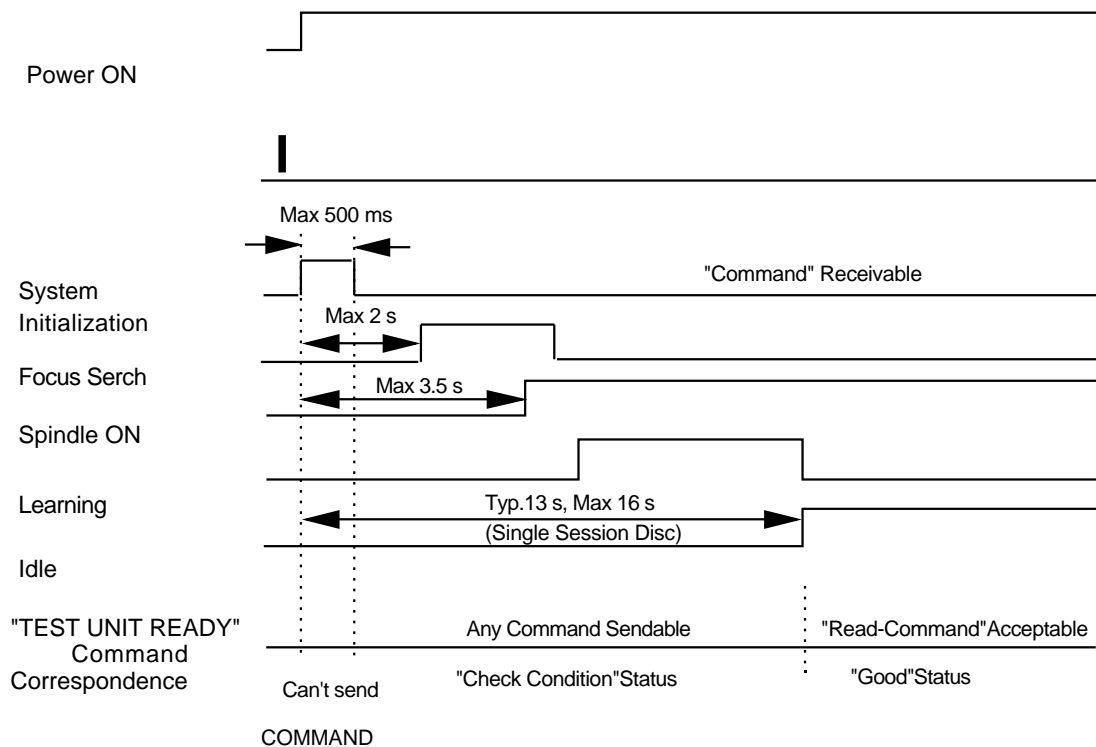 Power ON
Max 500 ms
"Command" Receivable
System
Initialization
Max 2 s
Focus Serch
Max 3.5 s
Spindle ON
Learning
Typ.13 s, Max 16 s
(Single Session Disc)
Idle
"TEST UNIT READY"
Command
Correspondence
Any Command Sendable
"Read-Command"Acceptable
Can't send
"Check Condition"Status
"Good"Status
COMMAND